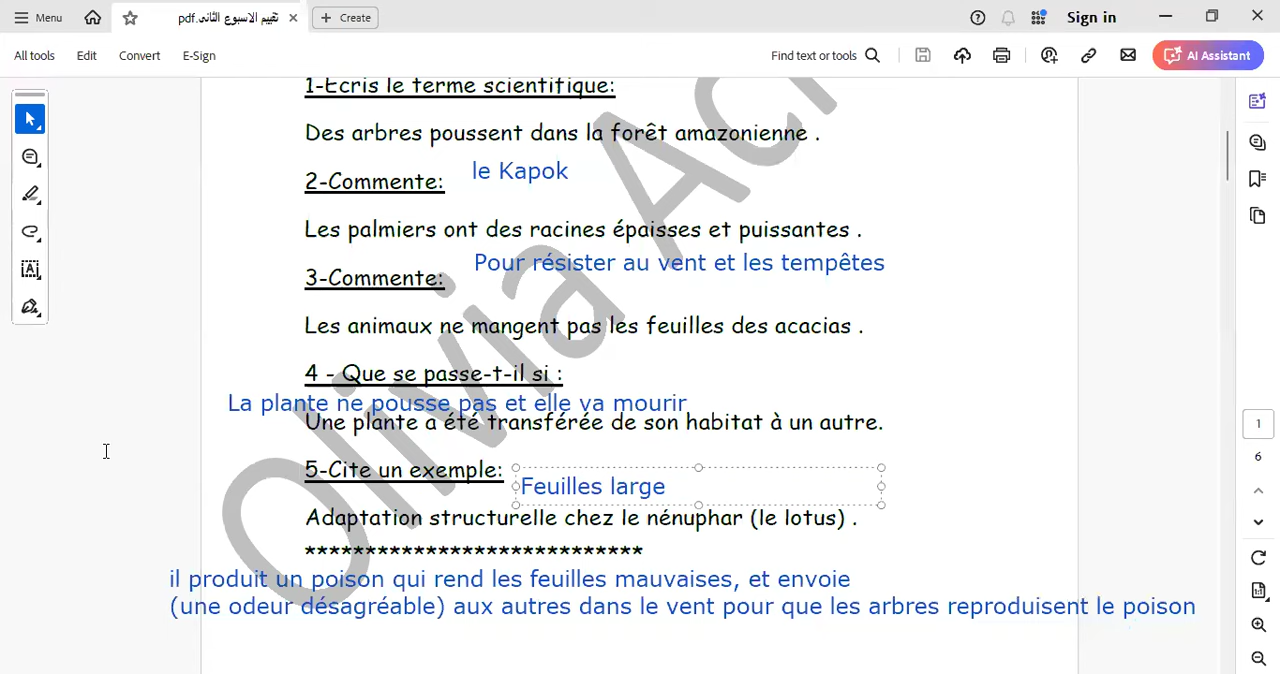 Menu
تقييم الاسبوع الثانى.pdf
Create
Sign in
All tools Edit Convert E-Sign
Find text or tools
AI Assistant
1-Ecris le terme scientifique:
Des arbres poussent dans la forêt amazonienne .
le Kapok
2-Commente:
Les palmiers ont des racines épaisses et puissantes .
Pour résister au vent et les tempêtes
3-Commente:
Les animaux ne mangent pas les feuilles des acacias .
4 - Que se passe-t-il si :
La plante ne pousse pas et elle va mourir
Une plante a été transférée de son habitat à un autre.
5-Cite un exemple:
Feuilles large
Adaptation structurelle chez le nénuphar (le lotus) .
****************************
il produit un poison qui rend les feuilles mauvaises, et envoie
(une odeur désagréable) aux autres dans le vent pour que les arbres reproduisent le poison
Olivia
1
6